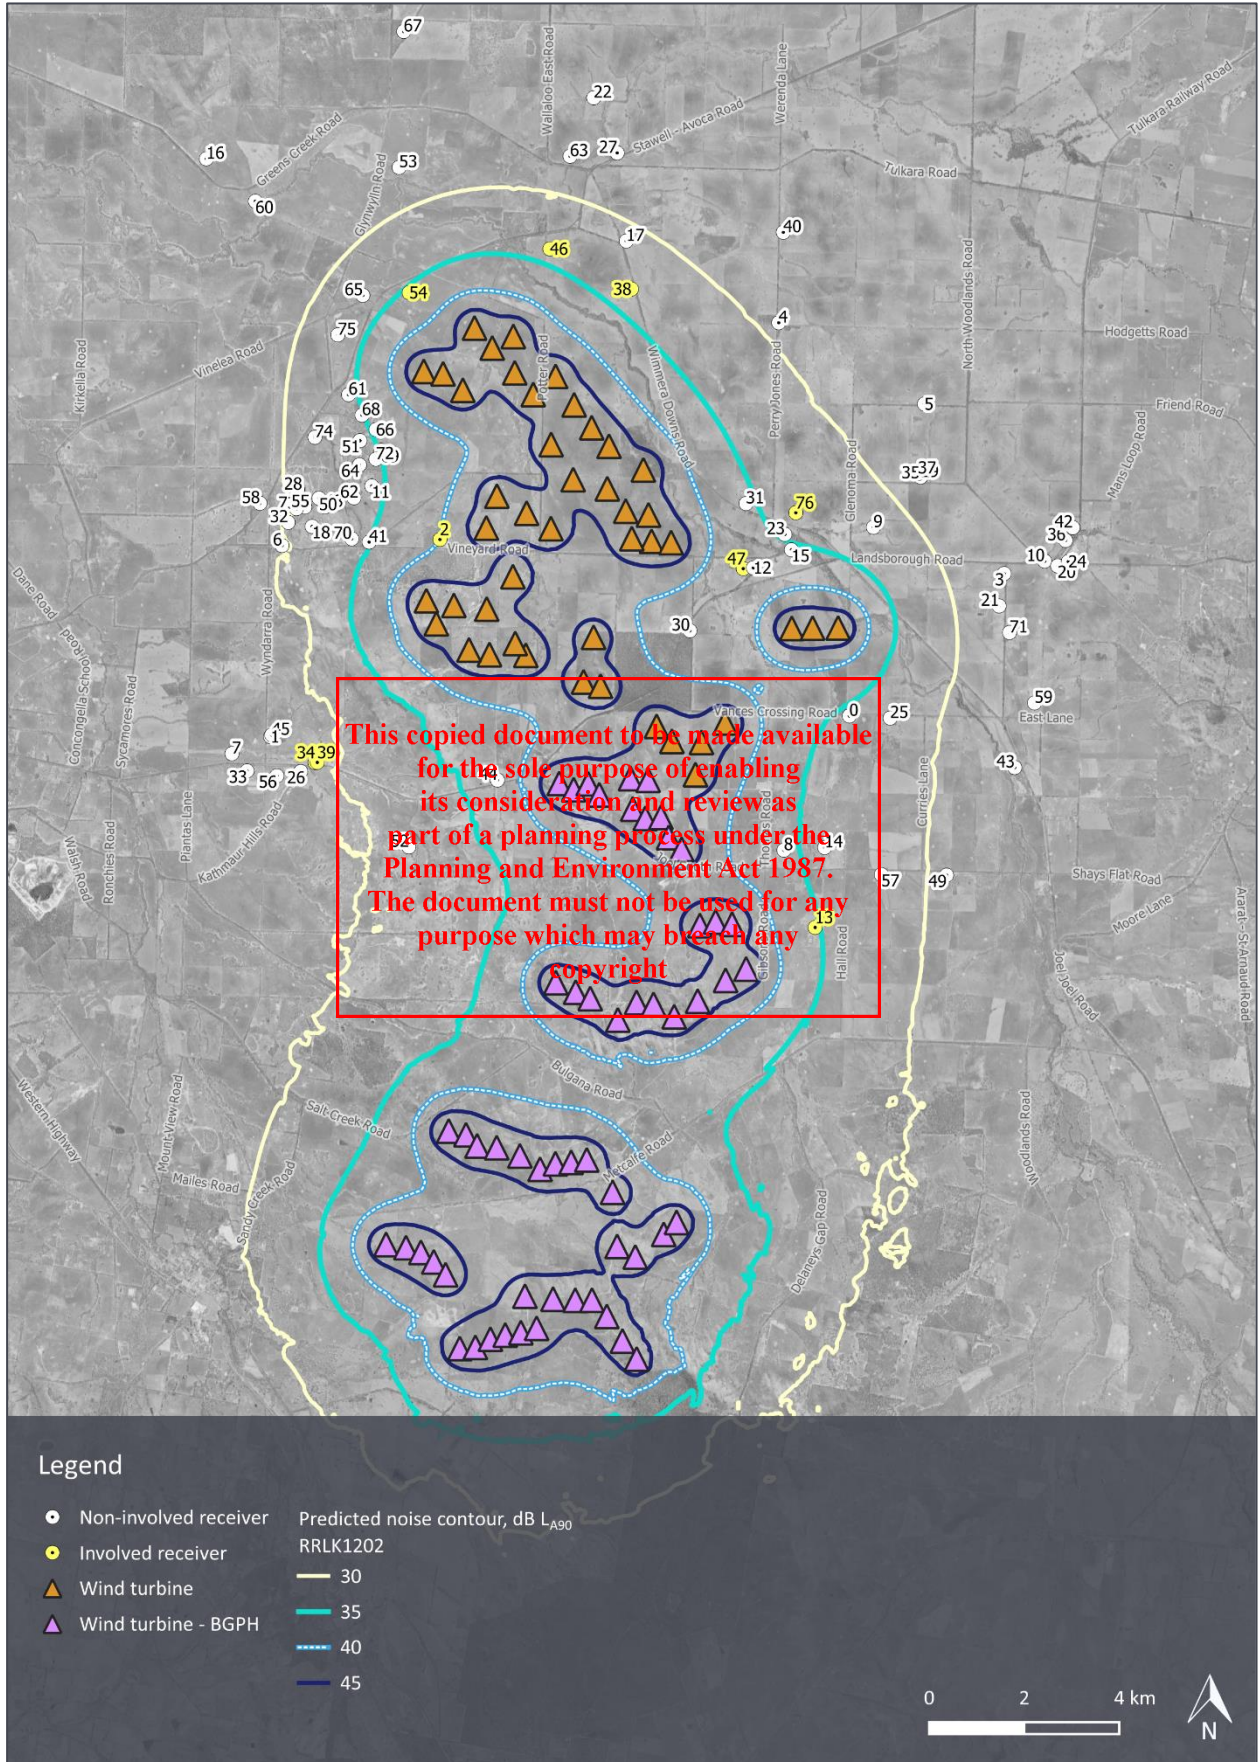 67
Wallaloo East Road
Werenda Lane
Tulkara Railway Road
22
Stawell - Avoca Road
63
27
16
Greens Creek Road
53
Tulkara Road
Glynwylln Road
60
17
40
46
North Woodlands Road
65
54
38
4
75
Hodgetts Road
Kirkella Road
Vinelea Road
Potter Road
Wimmera Downs Road
Perry Jones Road
61
68
5
Friend Road
74
66
51
72
64
Glenoma Road
35
37
Mans Loop Road
28
62
11
58
55
50
31
76
32
18
70
41
2
23
9
42
36
6
Vineyard Road
47
12
15
Landsborough Road
10
24
20
3
Dane Road
21
Wyndarra Road
30
71
Concongella School Road
Sycamores Road
59
Vances Crossing Road
0
25
East Lane
45
1
7
34
39
33
56
26
44
43
This copied document to be made available
for the sole purpose of enabling
its consideration and review as
part of a planning process under the
Planning and Environment Act 1987.
The document must not be used for any
purpose which may breach any
copyright
Curries Lane
Plantas Lane
Kathmaur Hills Road
Walsh Road
Ronchies Road
52
8
14
57
49
Shays Flat Road
Moore Lane
13
Gibson Road
Hall Road
Joel Joel Road
Ararat - St Arnaud Road
Bulgana Road
Western Highway
Mount View Road
Salt Creek Road
Metcalfe Road
Woodlands Road
Mailes Road
Sandy Creek Road
Delaneys Gap Road
Legend
Non-involved receiver
Involved receiver
Wind turbine
Wind turbine - BGPH
Predicted noise contour, dB LA90
RRLK1202
30
35
40
45
0 2 4 km
N